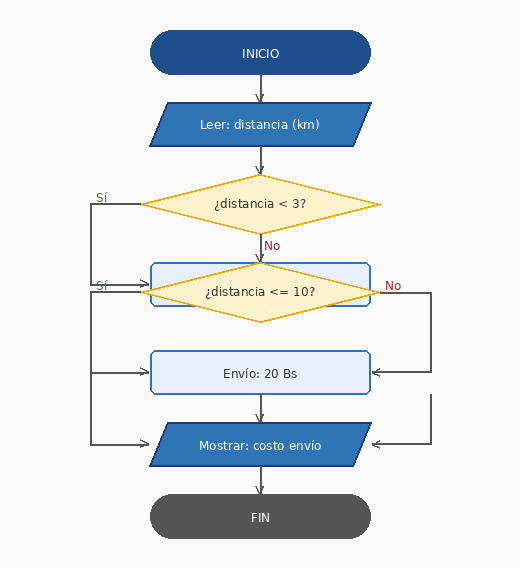 INICIO
Leer: distancia (km)
¿distancia < 3?
Sí
No
¿distancia <= 10?
Sí
No
Envío: 20 Bs
Mostrar: costo envío
FIN